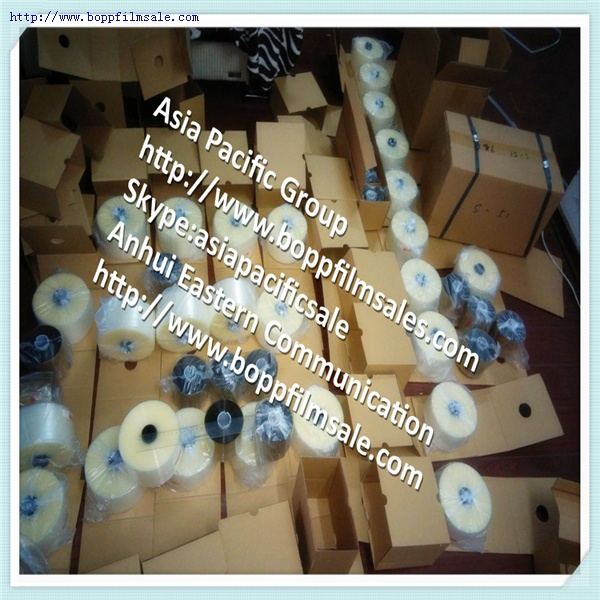 http://www.boppfilmsale.com
Asia Pacific Group
http://www.boppfilmsales.com
Skype:asiapacificsale
Anhui Eastern Communication
http://www.boppfilmsale.com